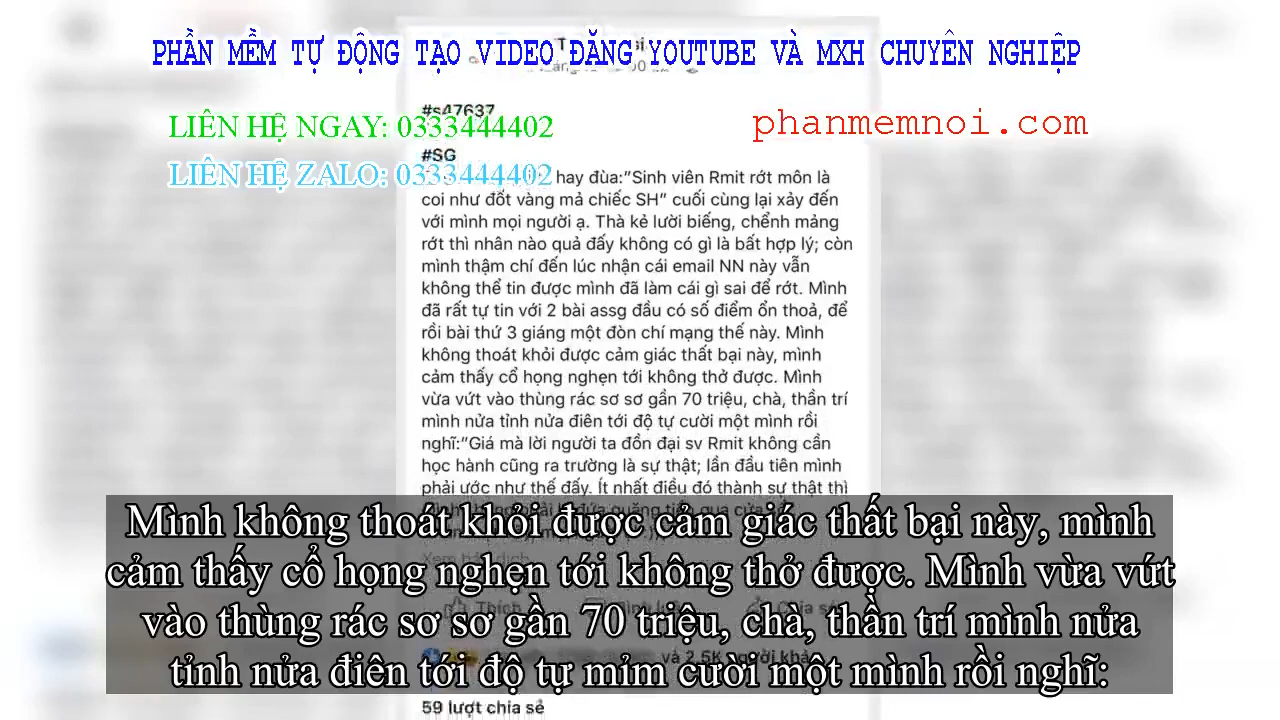 PHẦN MỀM TỰ ĐỘNG TẠO VIDEO ĐĂNG YOUTUBE VÀ MXH CHUYÊN NGHIỆP
#s47637
LIÊN HỆ NGAY: 0333444402
phanmemnoi.com
#SG
LIÊN HỆ ZALO: 0333444402
hay đùa:”Sinh viên Rmit rớt môn là
coi như đốt vàng mả chiếc SH” cuối cùng lại xảy đến
với mình mọi người ạ. Thà kẻ lười biếng, chểnh mảng
rớt thì nhân nào quả đấy không có gì là bất hợp lý; còn
mình thậm chí đến lúc nhận cái email NN này vẫn
không thể tin được mình đã làm cái gì sai để rớt. Mình
đã rất tự tin với 2 bài assg đầu có số điểm ổn thoả, để
rồi bài thứ 3 giáng một đòn chí mạng thế này. Mình
không thoát khỏi được cảm giác thất bại này, mình
cảm thấy cổ họng nghẹn tới không thở được. Mình
vừa vứt vào thùng rác sơ sơ gần 70 triệu, chà, thần trí
mình nửa tỉnh nửa điên tới độ tự cười một mình rồi
nghĩ:”Giá mà lời người ta đồn đại sv Rmit không cần
học hành cũng ra trường là sự thật; lần đầu tiên mình
phải ước như thế đấy. Ít nhất điều đó thành sự thật thì
Mình không thoát khỏi được cảm giác thất bại này, mình
cảm thấy cổ họng nghẹn tới không thở được. Mình vừa vứt
vào thùng rác sơ sơ gần 70 triệu, chà, thần trí mình nửa
tỉnh nửa điên tới độ tự mỉm cười một mình rồi nghĩ:
Thích
Chia sẻ
và 2.5K người khác
59 lượt chia sẻ